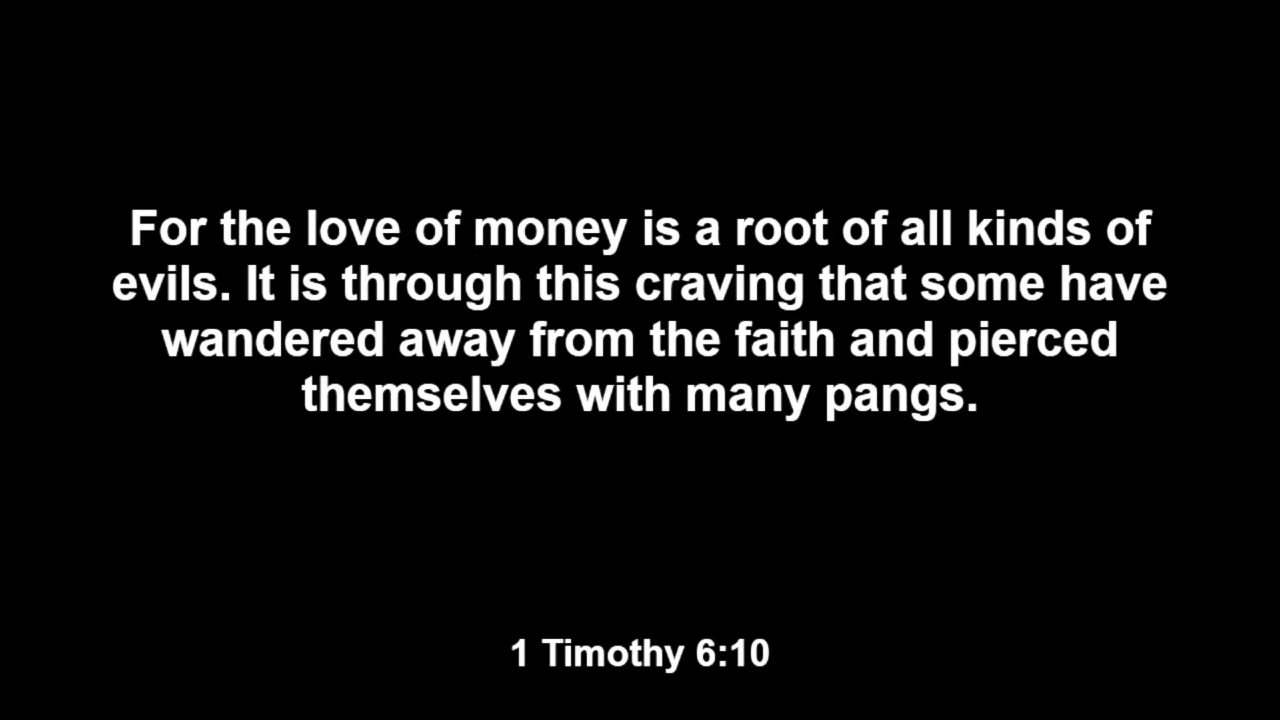 For the love of money is a root of all kinds of
evils. It is through this craving that some have
wandered away from the faith and pierced
themselves with many pangs.
1 Timothy 6:10